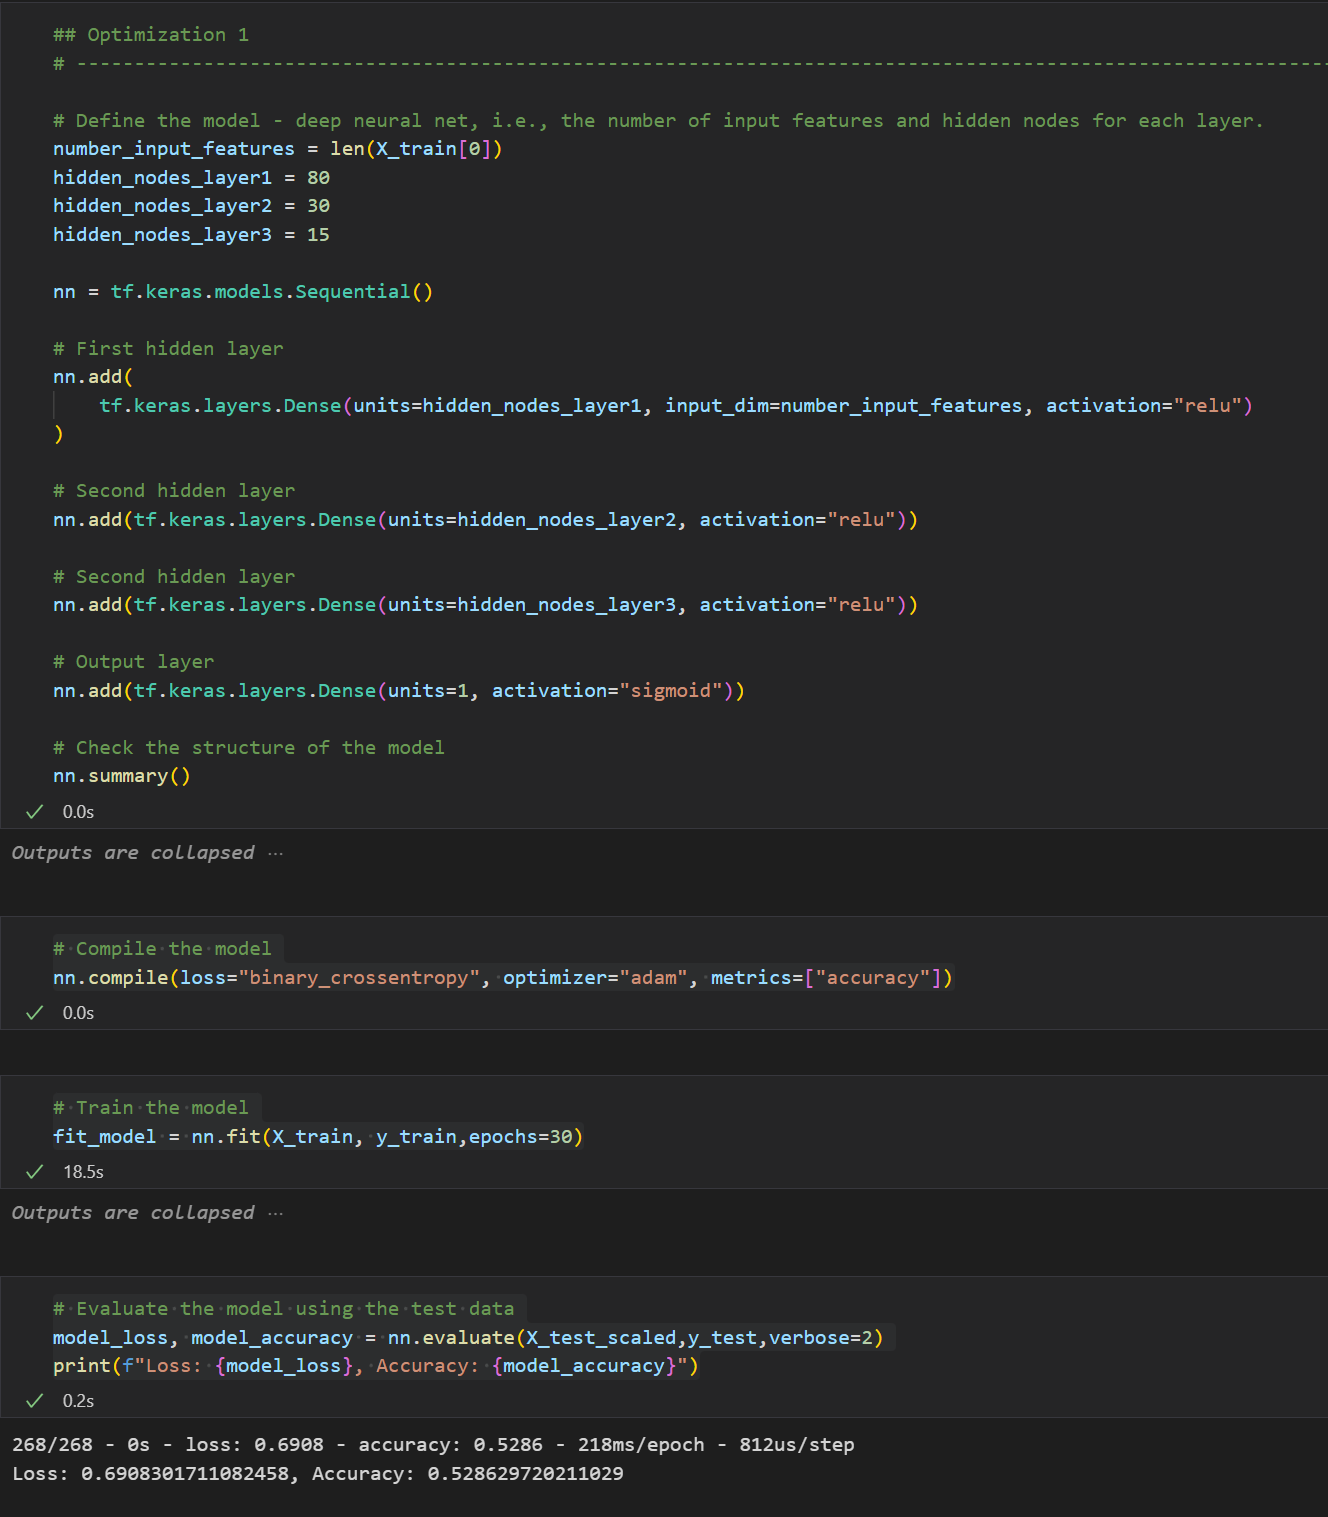 ## Optimization 1
# ------------------------------------------------------------------------------------------------------------
# Define the model - deep neural net, i.e., the number of input features and hidden nodes for each layer.
number_input_features = len(X_train[0])
hidden_nodes_layer1 = 80
hidden_nodes_layer2 = 30
hidden_nodes_layer3 = 15
nn = tf.keras.models.Sequential()
# First hidden layer
nn.add(
    tf.keras.layers.Dense(units=hidden_nodes_layer1, input_dim=number_input_features, activation="relu")
)
# Second hidden layer
nn.add(tf.keras.layers.Dense(units=hidden_nodes_layer2, activation="relu"))
# Second hidden layer
nn.add(tf.keras.layers.Dense(units=hidden_nodes_layer3, activation="relu"))
# Output layer
nn.add(tf.keras.layers.Dense(units=1, activation="sigmoid"))
# Check the structure of the model
nn.summary()
✓ 0.0s
Outputs are collapsed ...
# Compile the model
nn.compile(loss="binary_crossentropy", optimizer="adam", metrics=["accuracy"])
✓ 0.0s
# Train the model
fit_model = nn.fit(X_train, y_train,epochs=30)
✓ 18.5s
Outputs are collapsed ...
# Evaluate the model using the test data
model_loss, model_accuracy = nn.evaluate(X_test_scaled,y_test,verbose=2)
print(f"Loss: {model_loss}, Accuracy: {model_accuracy}")
✓ 0.2s
268/268 - 0s - loss: 0.6908 - accuracy: 0.5286 - 218ms/epoch - 812us/step
Loss: 0.6908301711082458, Accuracy: 0.528629720211029